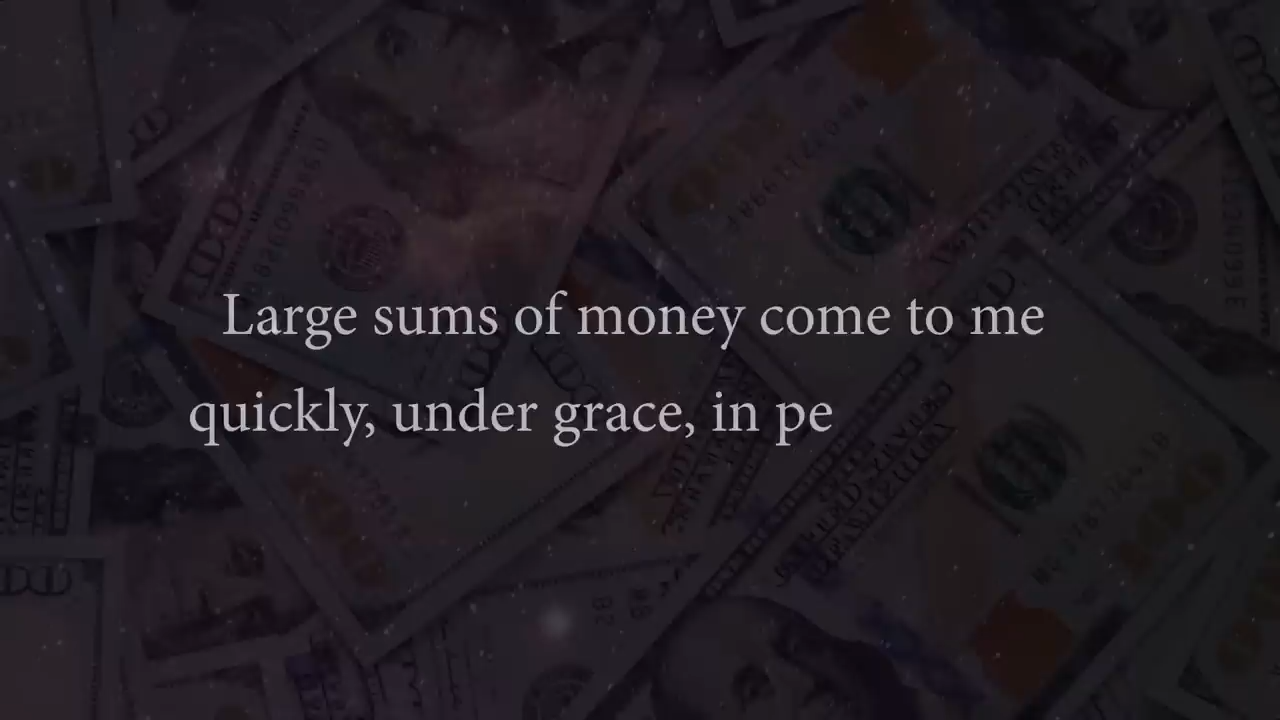 Large sums of money come to me
quickly, under grace, in pe